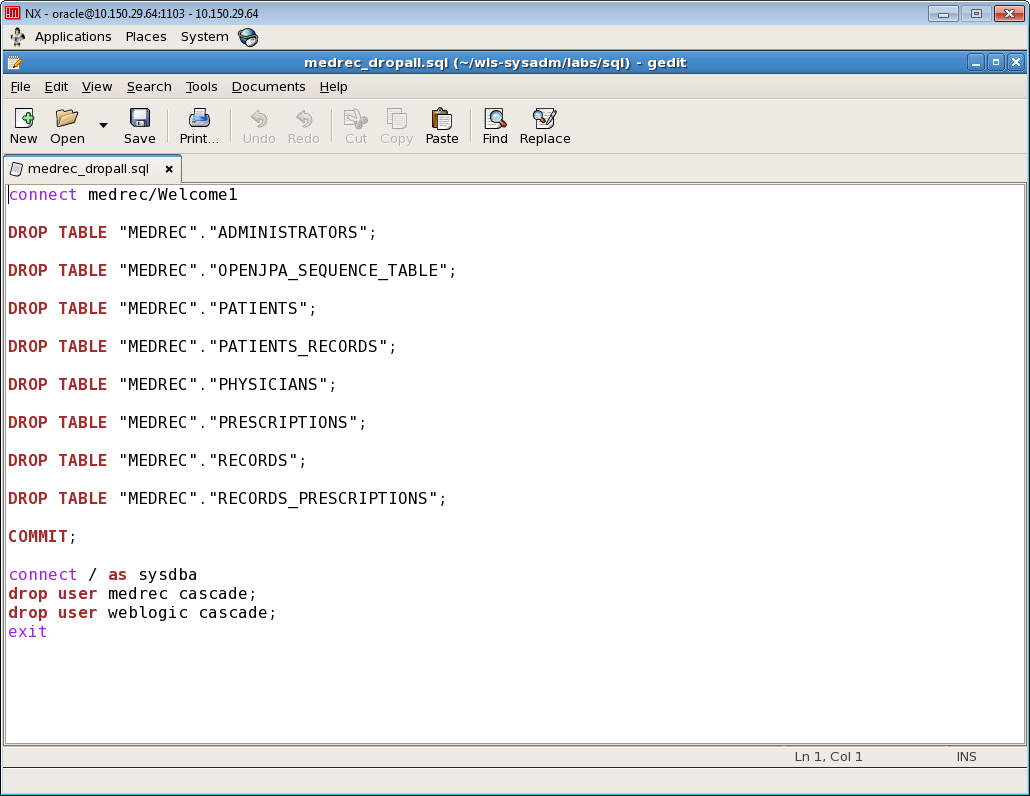 NX - oracle@10.150.29.64:1103 - 10.150.29.64
Applications Places System
medrec_dropall.sql (~/wls-sysadm/labs/sql) - gedit
File Edit View Search Tools Documents Help
New Open Save Print... Undo Redo Cut Copy Paste Find Replace
medrec_dropall.sql
connect medrec/Welcome1
DROP TABLE "MEDREC"."ADMINISTRATORS";
DROP TABLE "MEDREC"."OPENJPA_SEQUENCE_TABLE";
DROP TABLE "MEDREC"."PATIENTS";
DROP TABLE "MEDREC"."PATIENTS_RECORDS";
DROP TABLE "MEDREC"."PHYSICIANS";
DROP TABLE "MEDREC"."PRESCRIPTIONS";
DROP TABLE "MEDREC"."RECORDS";
DROP TABLE "MEDREC"."RECORDS_PRESCRIPTIONS";
COMMIT;
connect / as sysdba
drop user medrec cascade;
drop user weblogic cascade;
exit
Ln 1, Col 1 INS